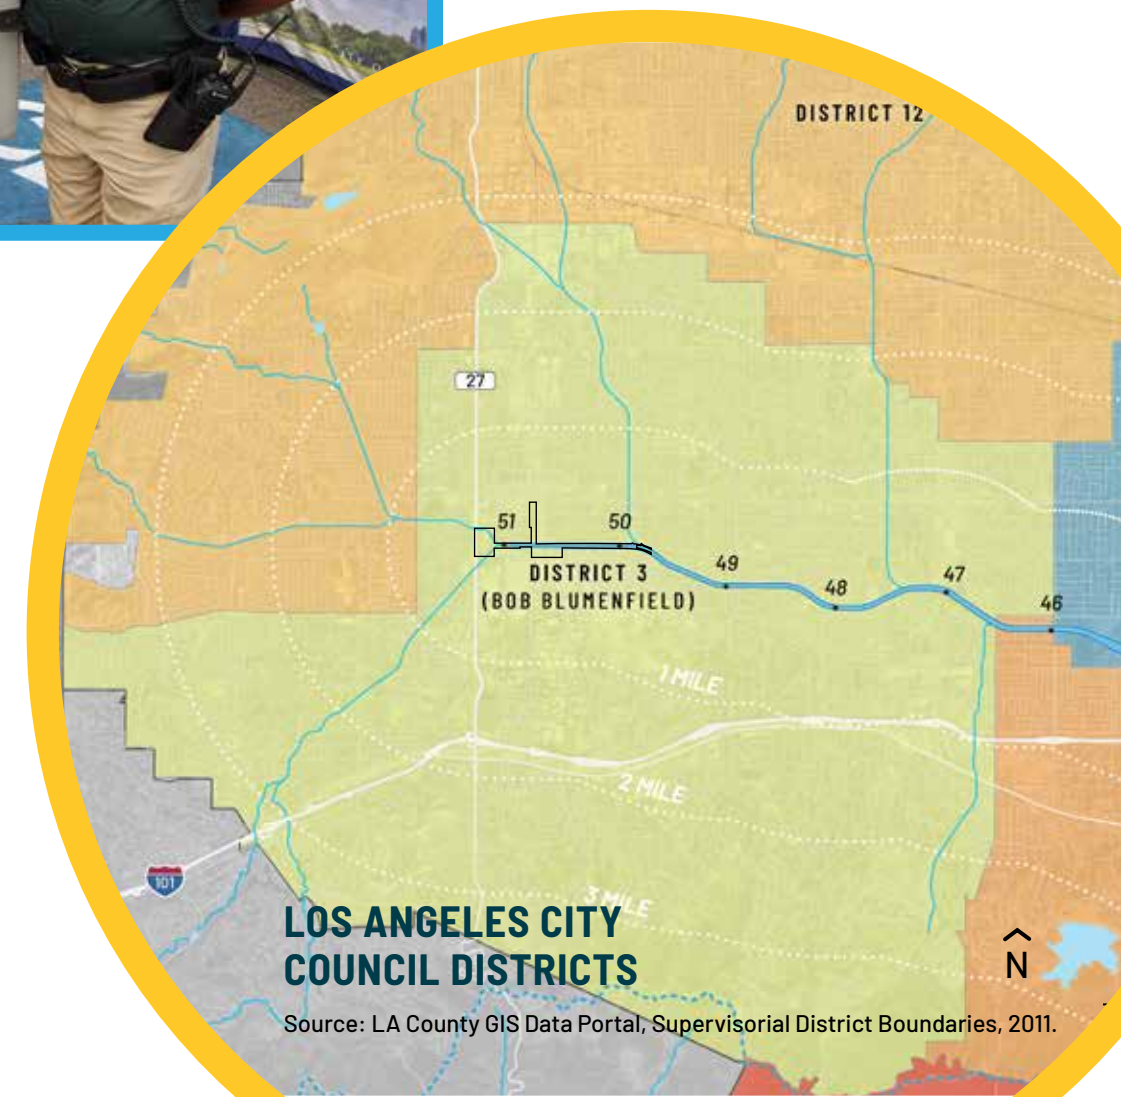 DISTRICT 12
27
51
50
49
48
47
46
DISTRICT 3
(BOB BLUMENFIELD)
1 MILE
2 MILE
3 MILE
101
LOS ANGELES CITY
COUNCIL DISTRICTS
N
Source: LA County GIS Data Portal, Supervisorial District Boundaries, 2011.